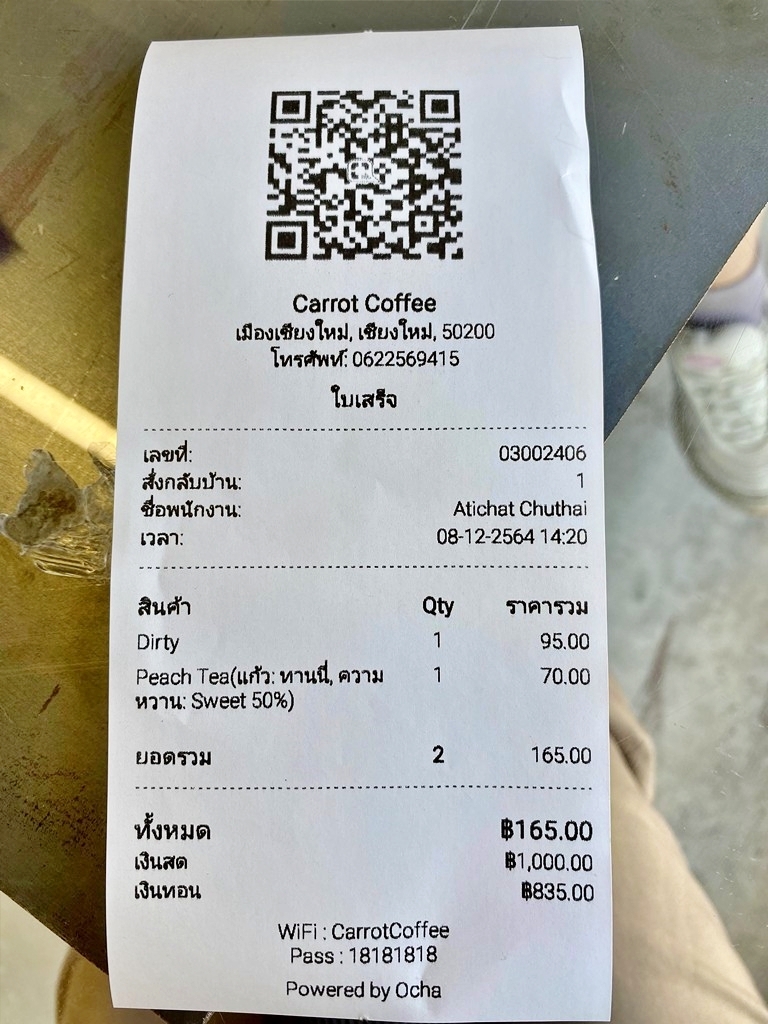 Carrot Coffee
เมืองเชียงใหม่, เชียงใหม่, 50200
โทรศัพท์: 0622569415
ใบเสร็จ
เลขที่: 03002406
สั่งกลับบ้าน: 1
ชื่อพนักงาน: Atichat Chuthai
เวลา: 08-12-2564 14:20
สินค้า Qty ราคารวม
Dirty 1 95.00
Peach Tea(แก้ว: ทานนี่, ความ 1 70.00
หวาน: Sweet 50%)
ยอดรวม 2 165.00
ทั้งหมด ฿165.00
เงินสด ฿1,000.00
เงินทอน ฿835.00
WiFi : CarrotCoffee
Pass : 18181818
Powered by Ocha